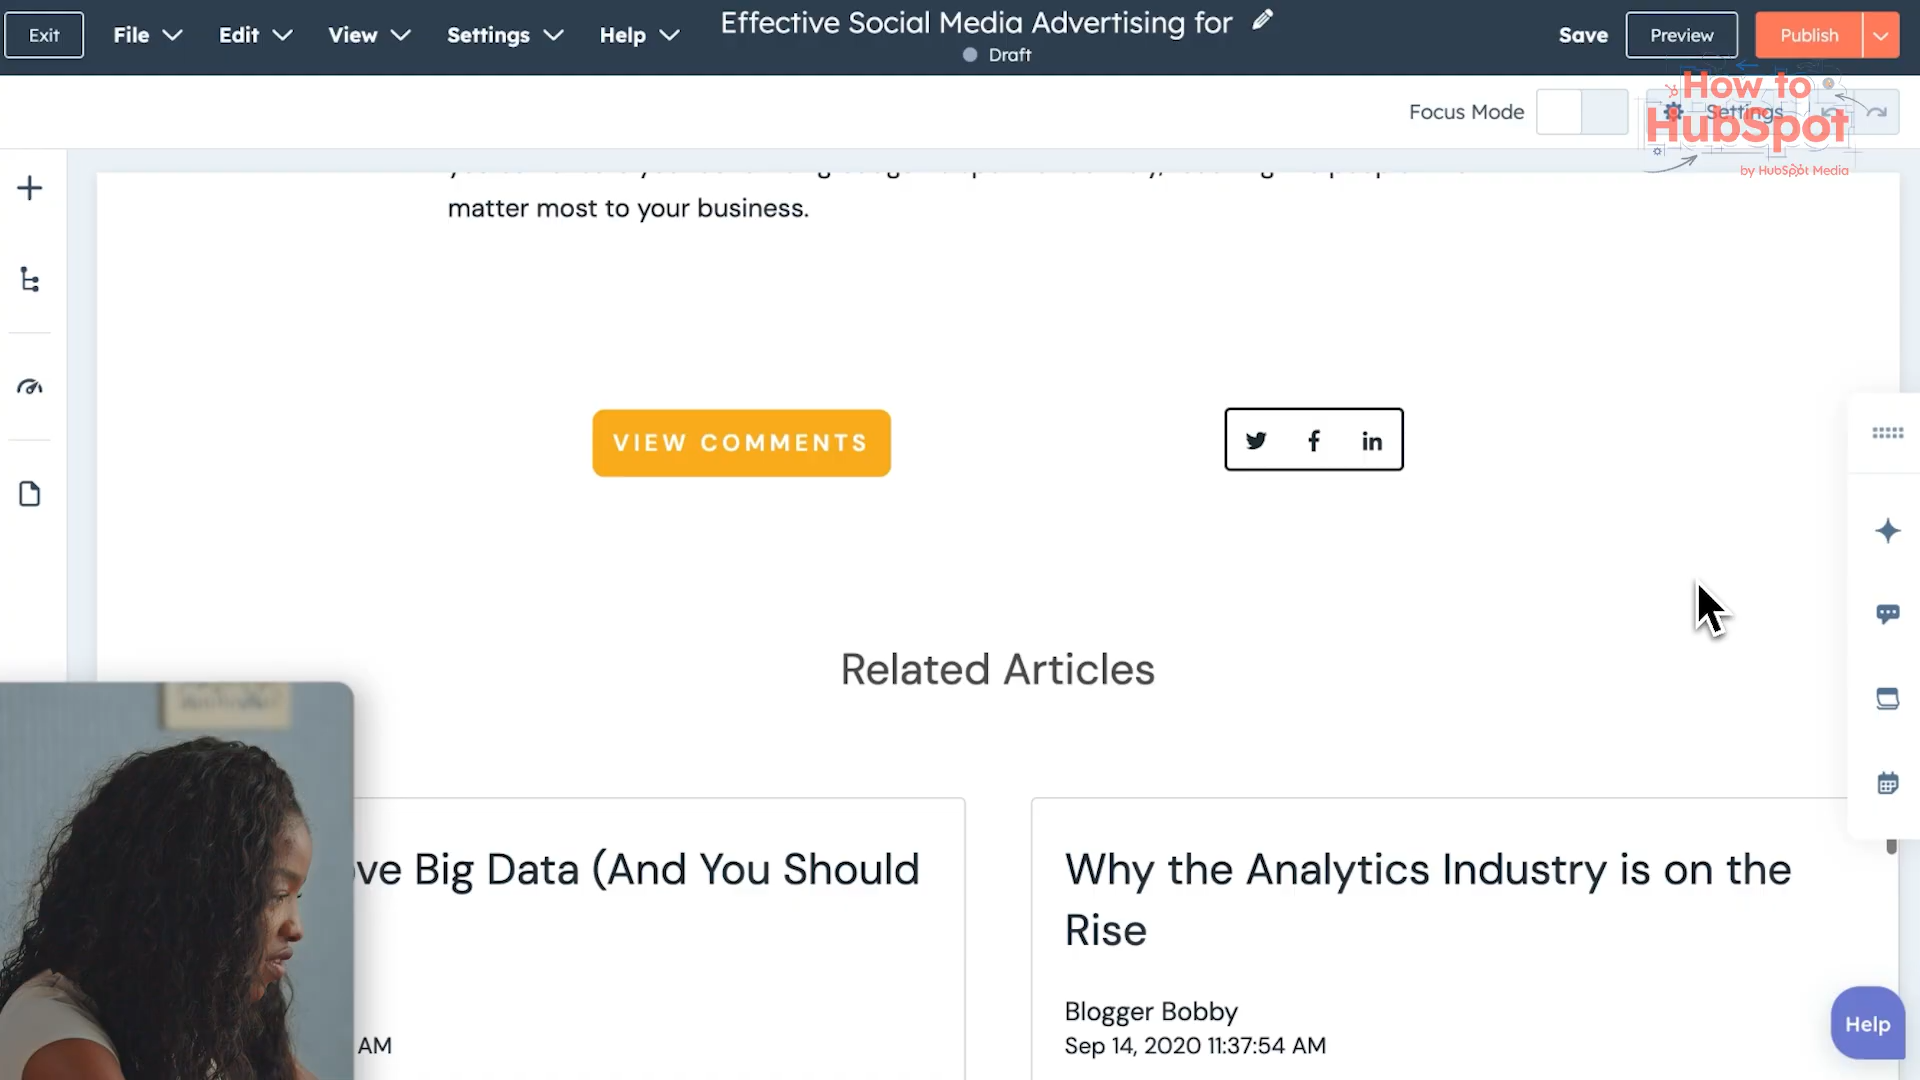 Exit File Edit View Settings Help Effective Social Media Advertising for Save Preview Publish
Draft
Focus Mode Settings
How to
HubSpot
by HubSpot Media
matter most to your business.
VIEW COMMENTS
in
Related Articles
Big Data (And You Should
Why the Analytics Industry is on the
Rise
Blogger Bobby
AM
Sep 14, 2020 11:37:54 AM
Help